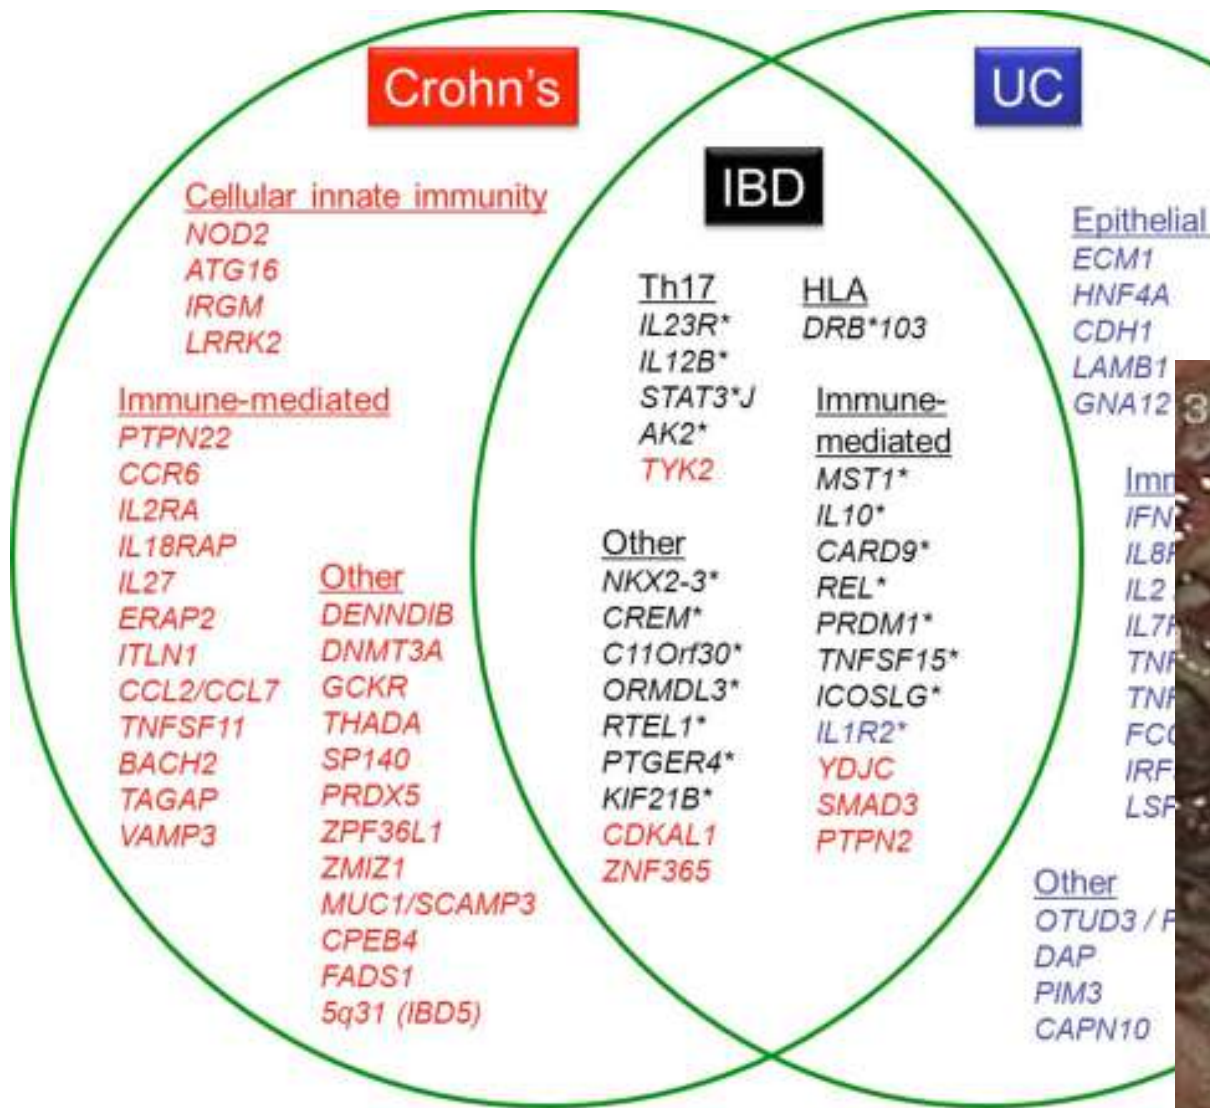 Crohn's
UC
IBD
Cellular innate immunity
NOD2
ATG16
IRGM
LRRK2
Immune-mediated
PTPN22
CCR6
IL2RA
IL18RAP
IL27
ERAP2
ITLN1
CCL2/CCL7
TNFSF11
BACH2
TAGAP
VAMP3
Other
DENNDIB
DNMT3A
GCKR
THADA
SP140
PRDX5
ZPF36L1
ZMIZ1
MUC1/SCAMP3
CPEB4
FADS1
5q31 (IBD5)
Th17
IL23R*
IL12B*
STAT3*J
AK2*
TYK2
HLA
DRB*103
Other
NKX2-3*
CREM*
C11Orf30*
ORMDL3*
RTEL1*
PTGER4*
KIF21B*
CDKAL1
ZNF365
Immune-
mediated
MST1*
IL10*
CARD9*
REL*
PRDM1*
TNFSF15*
ICOSLG*
IL1R2*
YDJC
SMAD3
PTPN2
Epithelial
ECM1
HNF4A
CDH1
LAMB1
GNA12
3
IFN
IL2
Other
OTUD3 /
DAP
PIM3
CAPN10